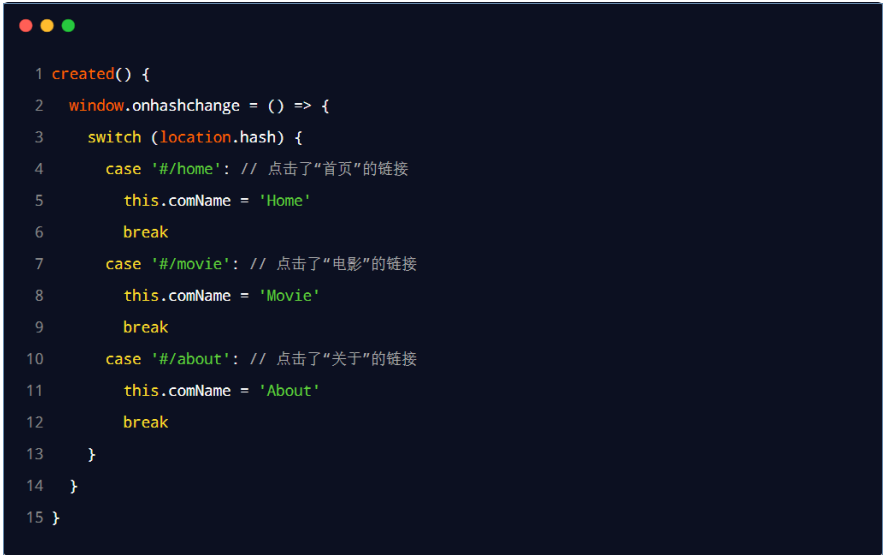 1 created() {
2 window.onhashchange = () => {
3 switch (location.hash) {
4 case '#/home': // 点击了“首页”的链接
5 this.comName = 'Home'
6 break
7 case '#/movie': // 点击了“电影”的链接
8 this.comName = 'Movie'
9 break
10 case '#/about': // 点击了“关于”的链接
11 this.comName = 'About'
12 break
13 }
14 }
15 }